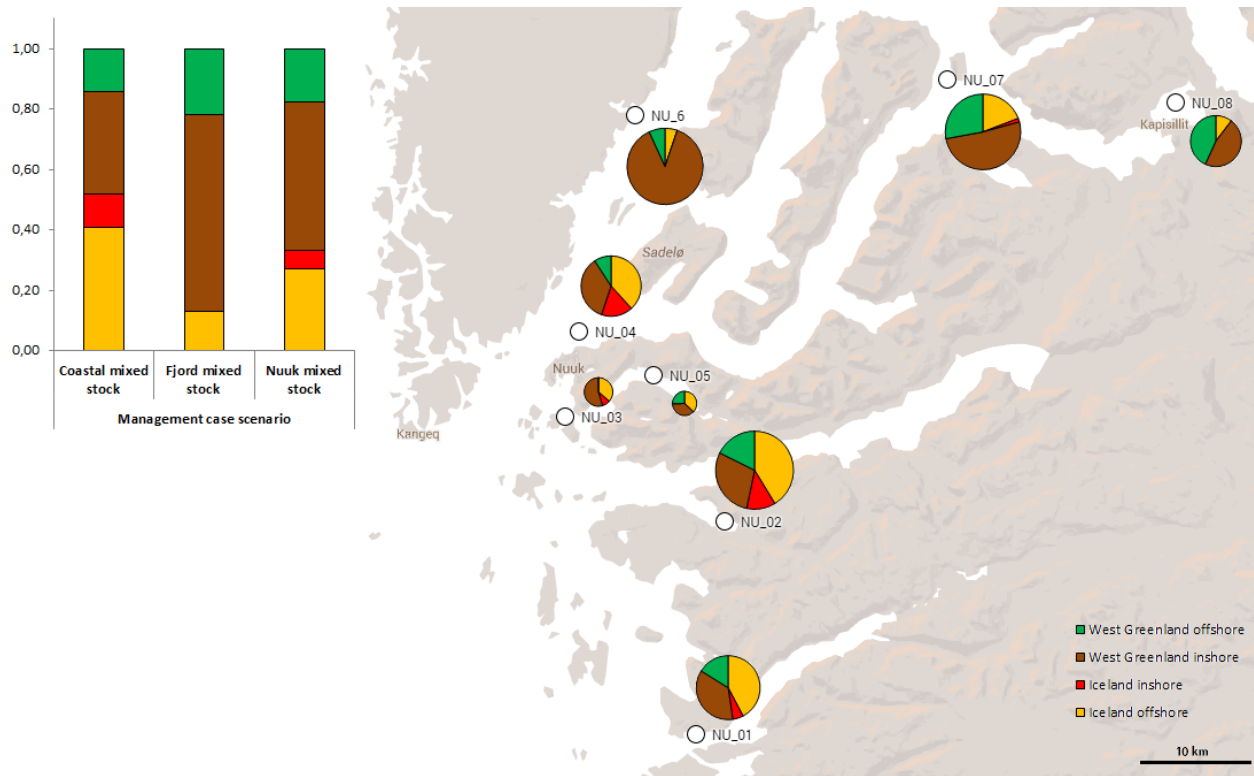 1,00
0,80
0,60
0,40
0,20
0,00
Coastal mixed
stock
Fjord mixed
stock
Nuuk mixed
stock
Management case scenario
NU_07
NU_08
NU_6
Kapisillit
Sadelø
NU_04
Nuuk
NU_05
NU_03
Kangeq
NU_02
West Greenland offshore
West Greenland inshore
Iceland inshore
Iceland offshore
NU_01
10 km